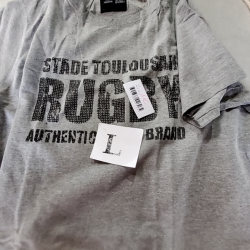 STADE TOULOUSAIN
RUGBY
AUTHENTIC BRAND
L